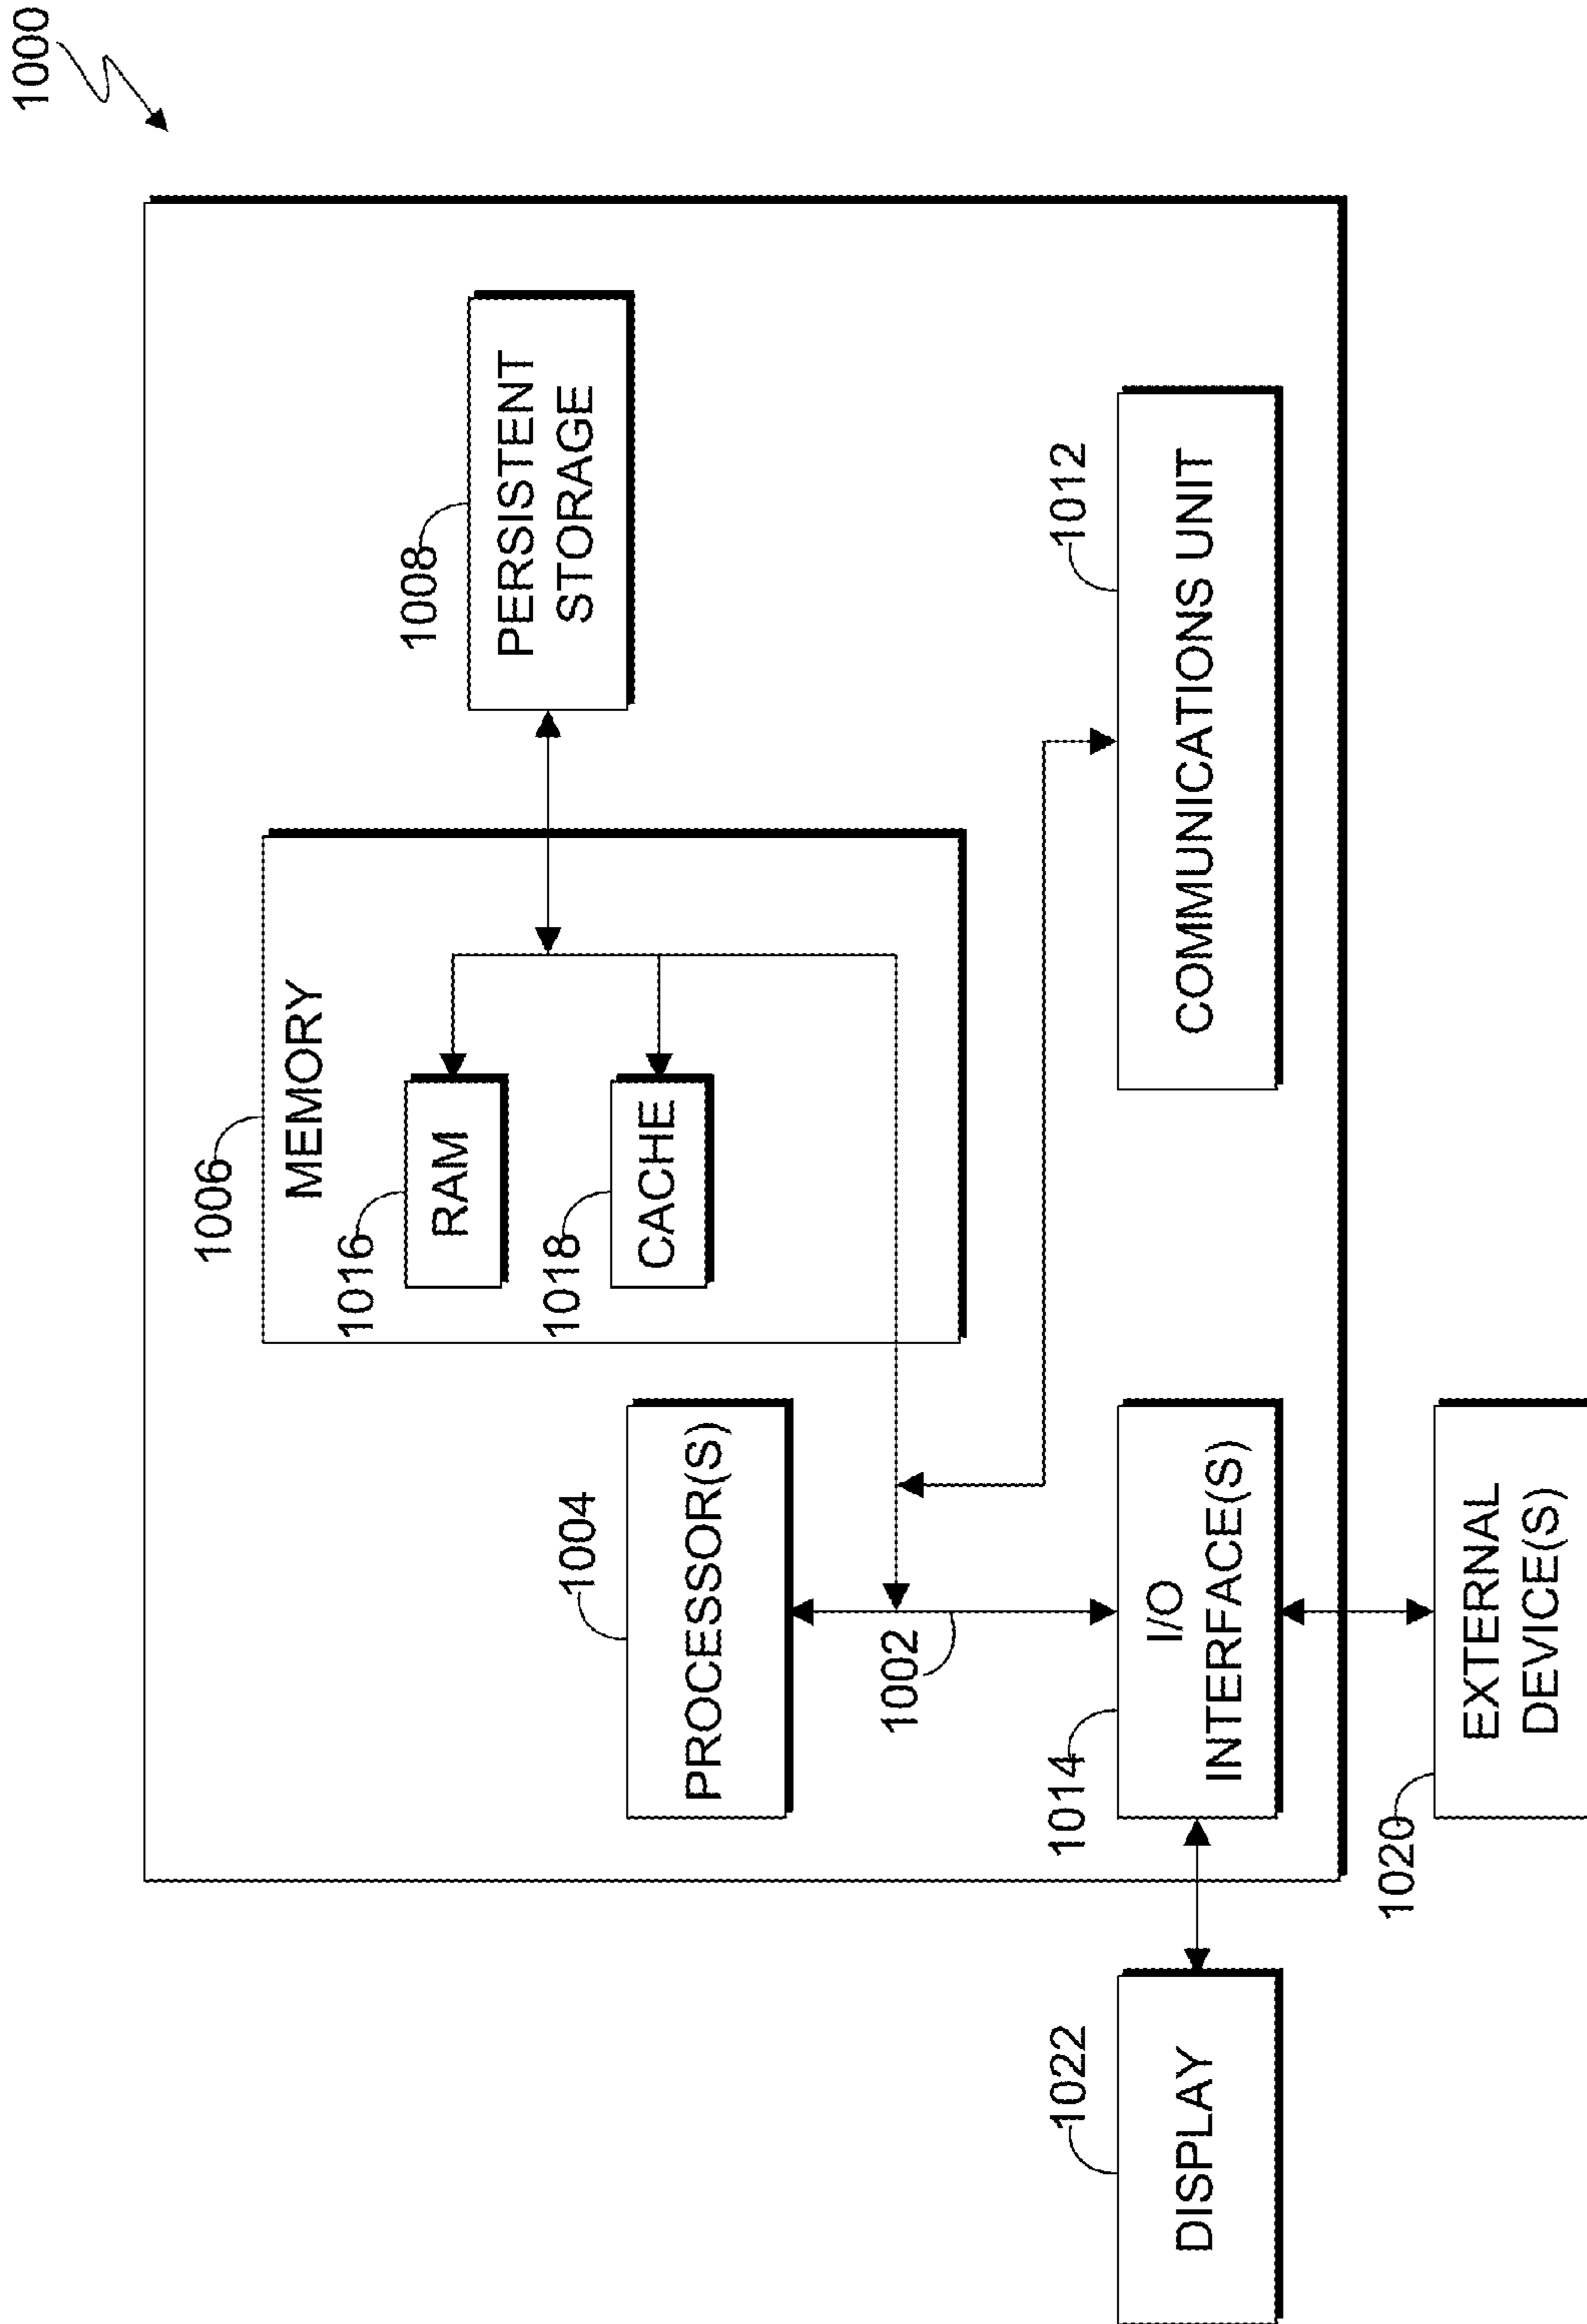 1000
1006
MEMORY
1016
RAM
1008
PERSISTENT
STORAGE
1004
PROCESSOR(S)
1018
CACHE
1002
1022
DISPLAY
1014
I/O
INTERFACE(S)
1012
COMMUNICATIONS UNIT
1020
EXTERNAL
DEVICE(S)